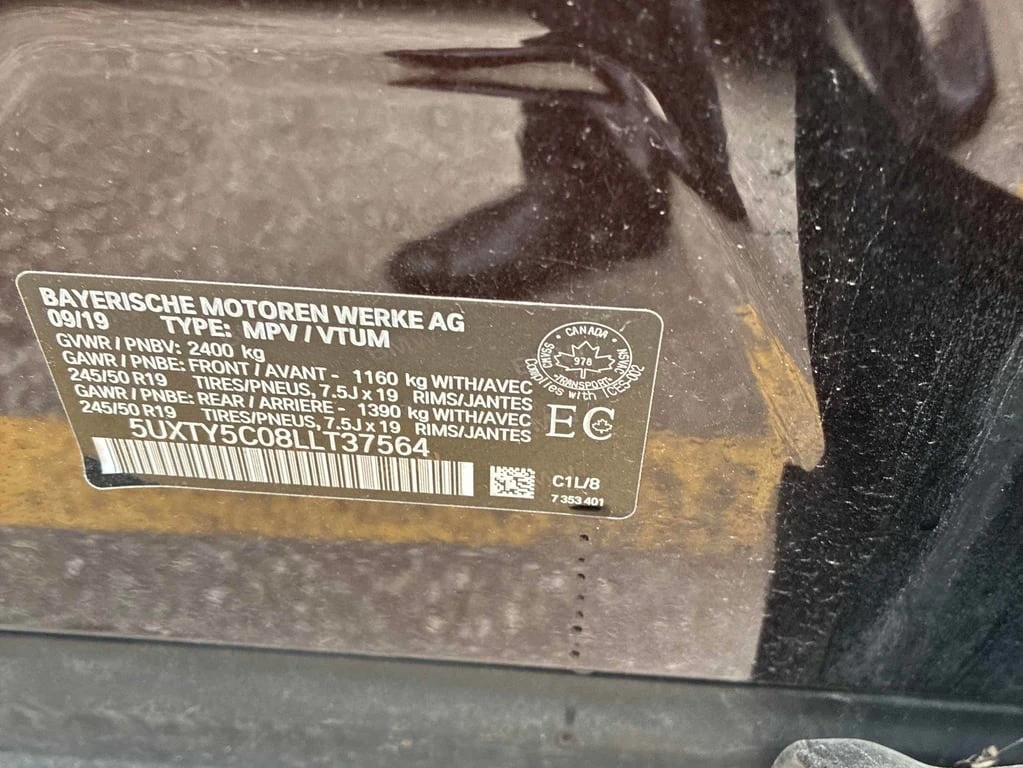 BAYERISCHE MOTOREN WERKE AG
09/19 TYPE: MPV / VTUM
GVWR / PNBV: 2400 kg
GAWR / PNBE: FRONT / AVANT - 1160 kg WITH/AVEC
245/50 R19 TIRES/PNEUS, 7.5J x 19 RIMS/JANTES
GAWR / PNBE: REAR / ARRIERE - 1390 kg WITH/AVEC
245/50 R19 TIRES/PNEUS, 7.5J x 19 RIMS/JANTES
5UXTY5C08LLT37564
CANADA
978
TRANSPORT
Complies with
EC
C1L/8
7 353 401